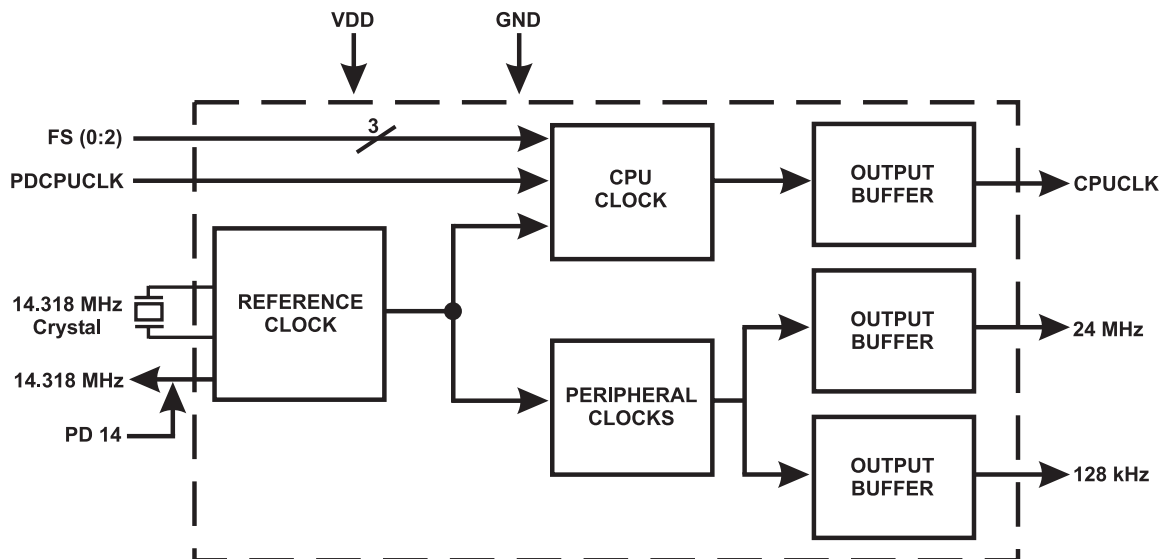 VDD
GND
FS (0:2)
3
PDCPUCLK
CPU
CLOCK
OUTPUT
BUFFER
CPUCLK
14.318 MHz
Crystal
REFERENCE
CLOCK
14.318 MHz
PD 14
PERIPHERAL
CLOCKS
OUTPUT
BUFFER
24 MHz
OUTPUT
BUFFER
128 kHz